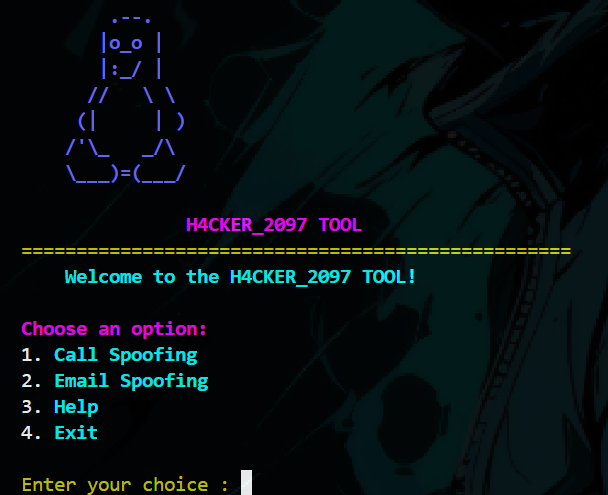 .--.
      |o_o |
      |:_/ |
     //   \ \
    (|     | )
   /'\_   _/\
   \___)=(___/
H4CKER_2097 TOOL
==================================================
Welcome to the H4CKER_2097 TOOL!
Choose an option:
1. Call Spoofing
2. Email Spoofing
3. Help
4. Exit
Enter your choice :